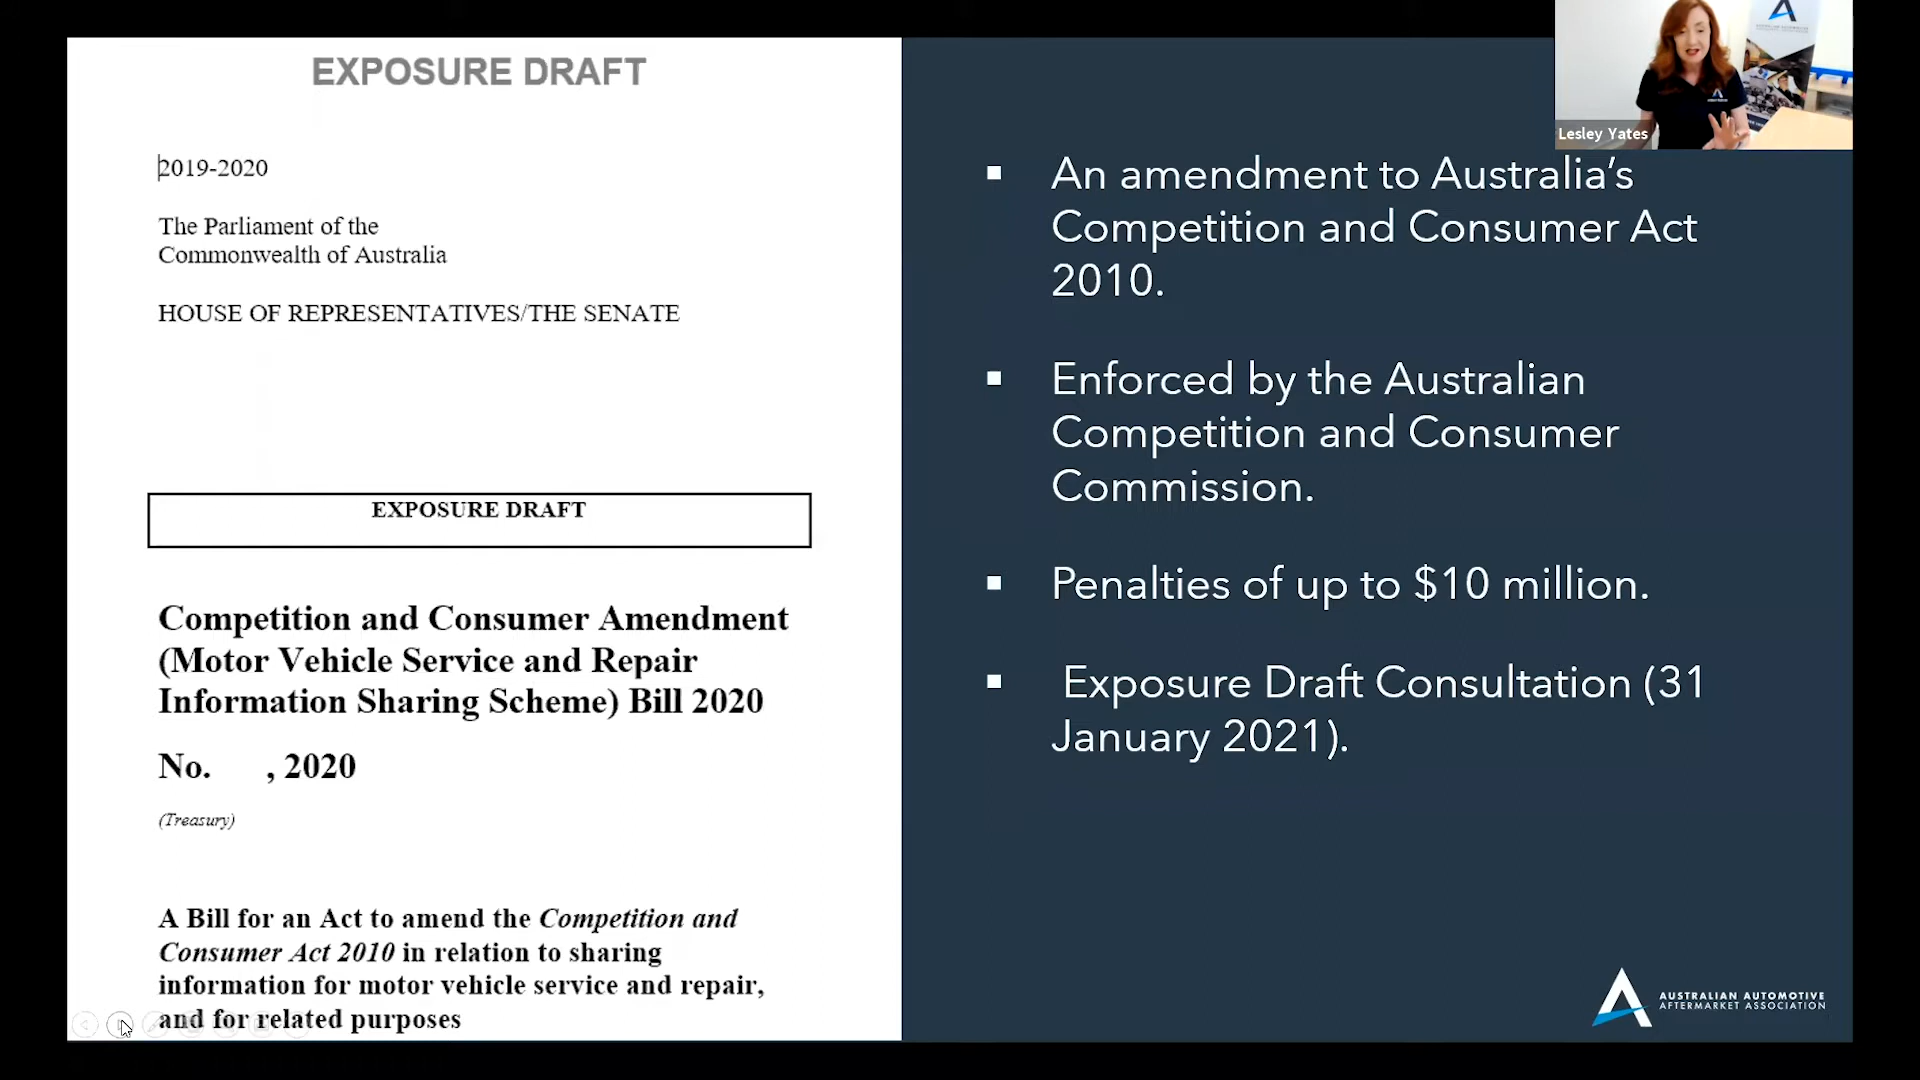 EXPOSURE DRAFT
2019-2020
The Parliament of the
Commonwealth of Australia
HOUSE OF REPRESENTATIVES/THE SENATE
EXPOSURE DRAFT
Competition and Consumer Amendment
(Motor Vehicle Service and Repair
Information Sharing Scheme) Bill 2020
No. , 2020
(Treasury)
A Bill for an Act to amend the Competition and
Consumer Act 2010 in relation to sharing
information for motor vehicle service and repair,
and for related purposes
Lesley Yates
▪ An amendment to Australia’s
Competition and Consumer Act
2010.
▪ Enforced by the Australian
Competition and Consumer
Commission.
▪ Penalties of up to $10 million.
▪ Exposure Draft Consultation (31
January 2021).
AUSTRALIAN AUTOMOTIVE
AFTERMARKET ASSOCIATION